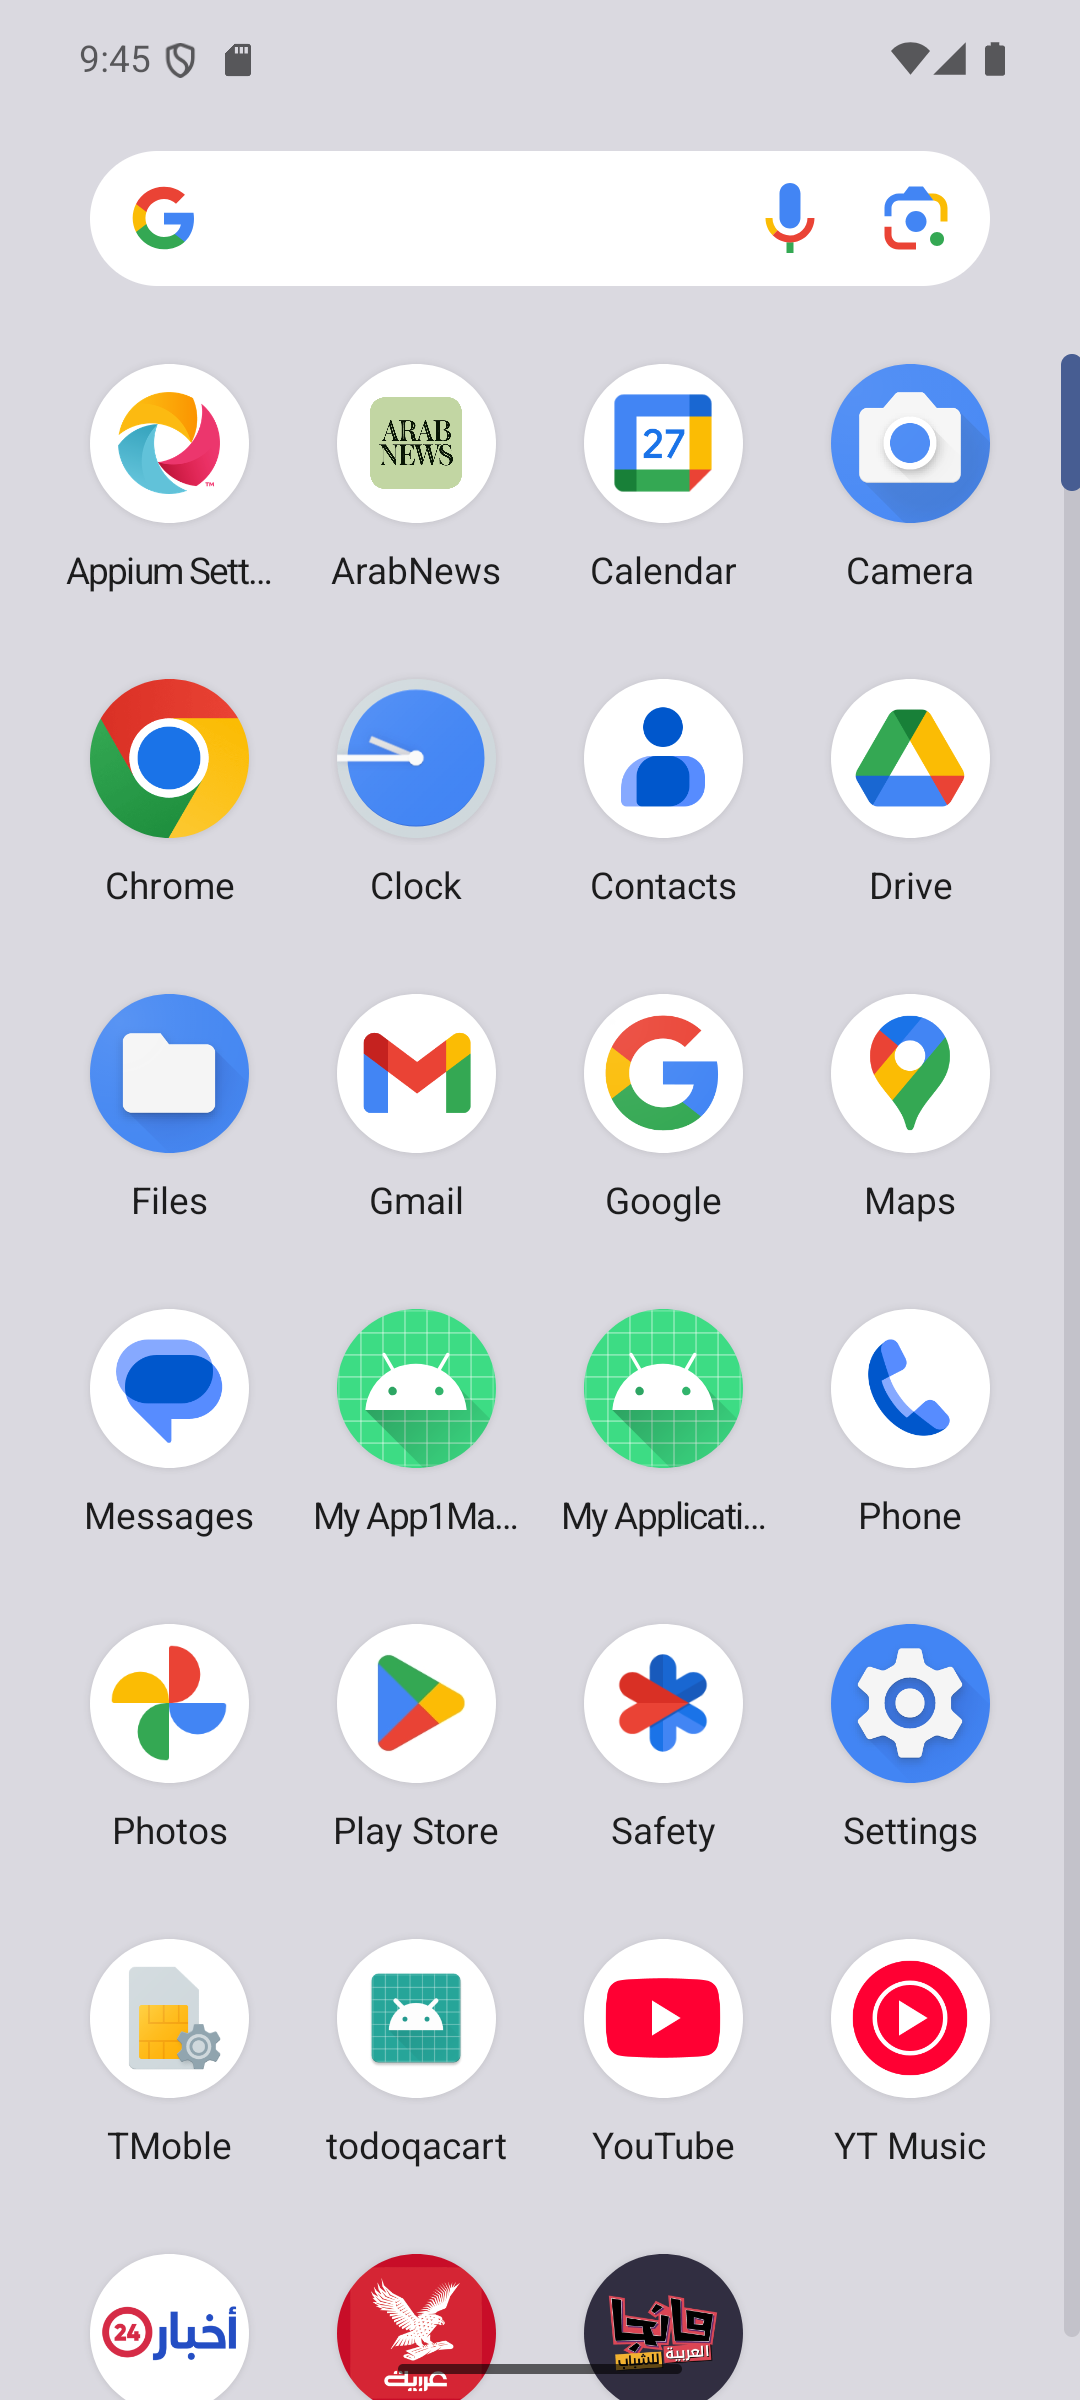 9:45
Appium Sett...
ArabNews
Calendar
Camera
ARAB
NEWS
27
Chrome
Clock
Contacts
Drive
Files
Gmail
Google
Maps
Messages
My App1Ma...
My Applicati...
Phone
Photos
Play Store
Safety
Settings
TMoble
todoqacart
YouTube
YT Music
أخبار 24
عربية
مانجا
العربية
للشباب